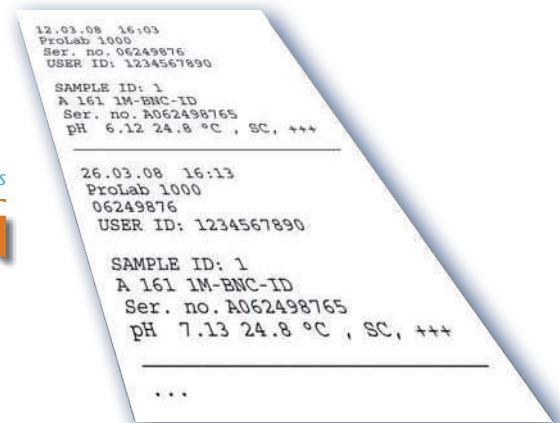 12.03.08 16:03
ProLab 1000
Ser. no. 06249876
USER ID: 1234567890
SAMPLE ID: 1
A 161 1M-BNC-ID
Ser. no. A062498765
pH 6.12 24.8 °C , SC, +++
s
26.03.08 16:13
ProLab 1000
06249876
USER ID: 1234567890
SAMPLE ID: 1
A 161 1M-BNC-ID
Ser. no. A062498765
pH 7.13 24.8 °C , SC, +++
...